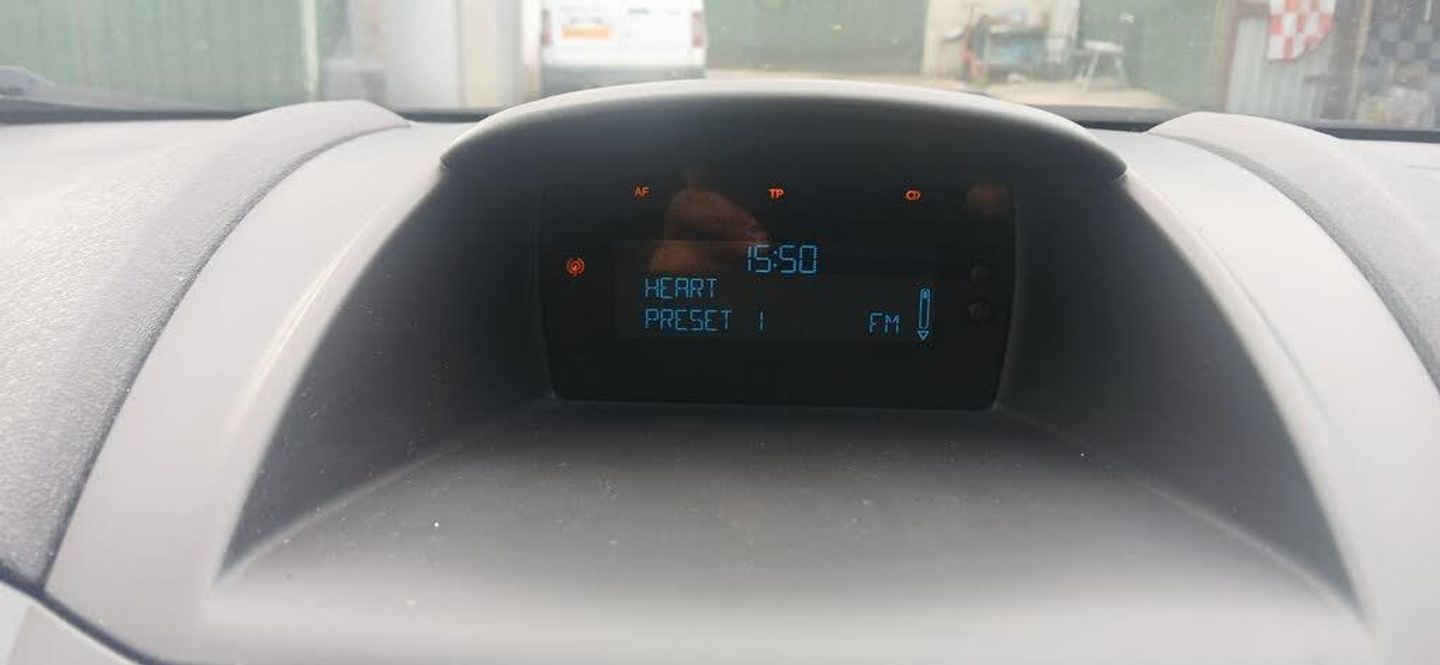 AF TP
15:50
HEART
PRESET 1 FM